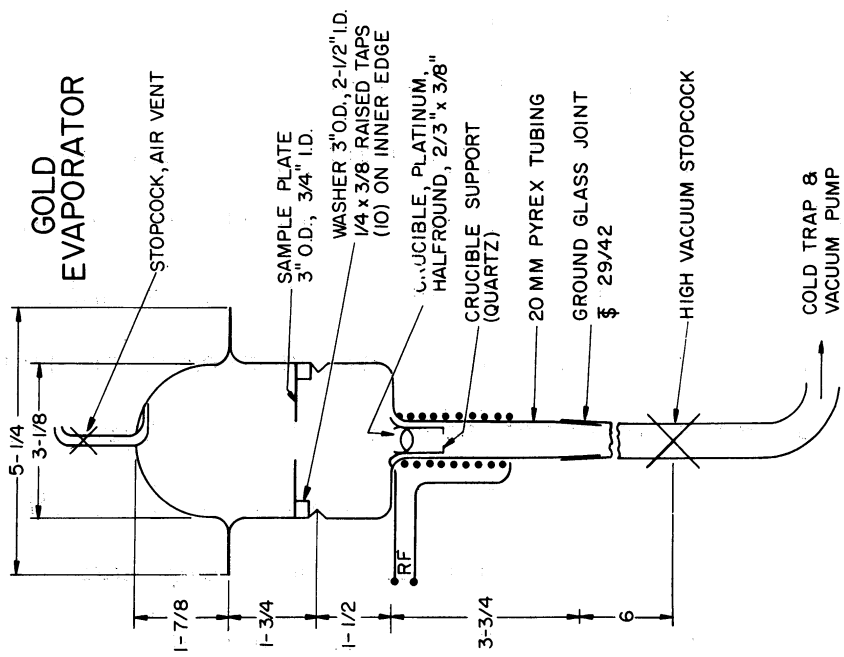 GOLD
EVAPORATOR
STOPCOCK, AIR VENT
SAMPLE PLATE
3" O.D., 3/4" I.D.
WASHER 3" O.D., 2-1/2" I.D.
1/4 x 3/8 RAISED TAPS
(10) ON INNER EDGE
CRUCIBLE, PLATINUM,
HALFROUND, 2/3" x 3/8"
CRUCIBLE SUPPORT
(QUARTZ)
20 MM PYREX TUBING
GROUND GLASS JOINT
29/42
HIGH VACUUM STOPCOCK
COLD TRAP &
VACUUM PUMP
5-1/4
3-1/8
RF
1-7/8
1-3/4
1-1/2
3-3/4
6